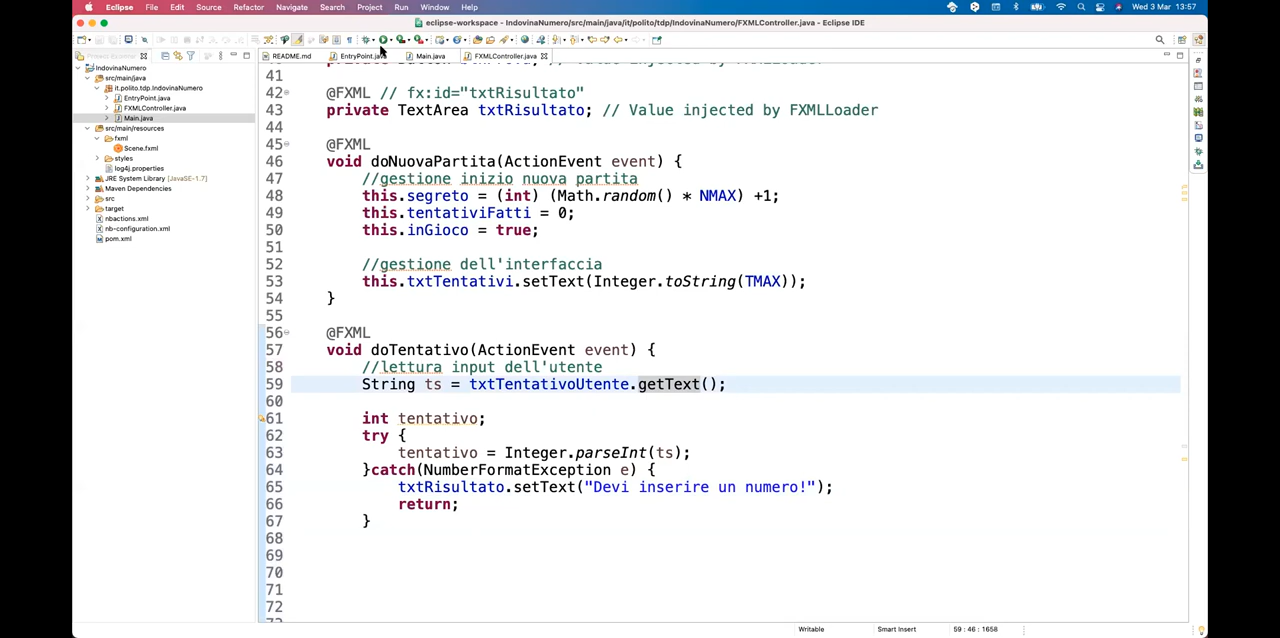 Eclipse File Edit Source Refactor Navigate Search Project Run Window Help Wed 3 Mar 13:57
eclipse-workspace - IndovinaNumero/src/main/java/it/polito/tdp/IndovinaNumero/FXMLController.java - Eclipse IDE
Project Explorer README.md EntryPoint.java Main.java FXMLController.java
IndovinaNumero
src/main/java
it.polito.tdp.IndovinaNumero
EntryPoint.java
FXMLController.java
Main.java
src/main/resources
fxml
Scene.fxml
styles
log4j.properties
JRE System Library [JavaSE-1.7]
Maven Dependencies
src
target
nbactions.xml
nb-configuration.xml
pom.xml
41
42 @FXML // fx:id="txtRisultato"
43 private TextArea txtRisultato; // Value injected by FXMLLoader
44
45 @FXML
46 void doNuovaPartita(ActionEvent event) {
47 //gestione inizio nuova partita
48 this.segreto = (int) (Math.random() * NMAX) +1;
49 this.tentativiFatti = 0;
50 this.inGioco = true;
51
52 //gestione dell'interfaccia
53 this.txtTentativi.setText(Integer.toString(TMAX));
54 }
55
56 @FXML
57 void doTentativo(ActionEvent event) {
58 //lettura input dell'utente
59 String ts = txtTentativoUtente.getText();
60
61 int tentativo;
62 try {
63 tentativo = Integer.parseInt(ts);
64 }catch(NumberFormatException e) {
65 txtRisultato.setText("Devi inserire un numero!");
66 return;
67 }
68
69
70
71
72
Writable Smart Insert 59 : 46 : 1658